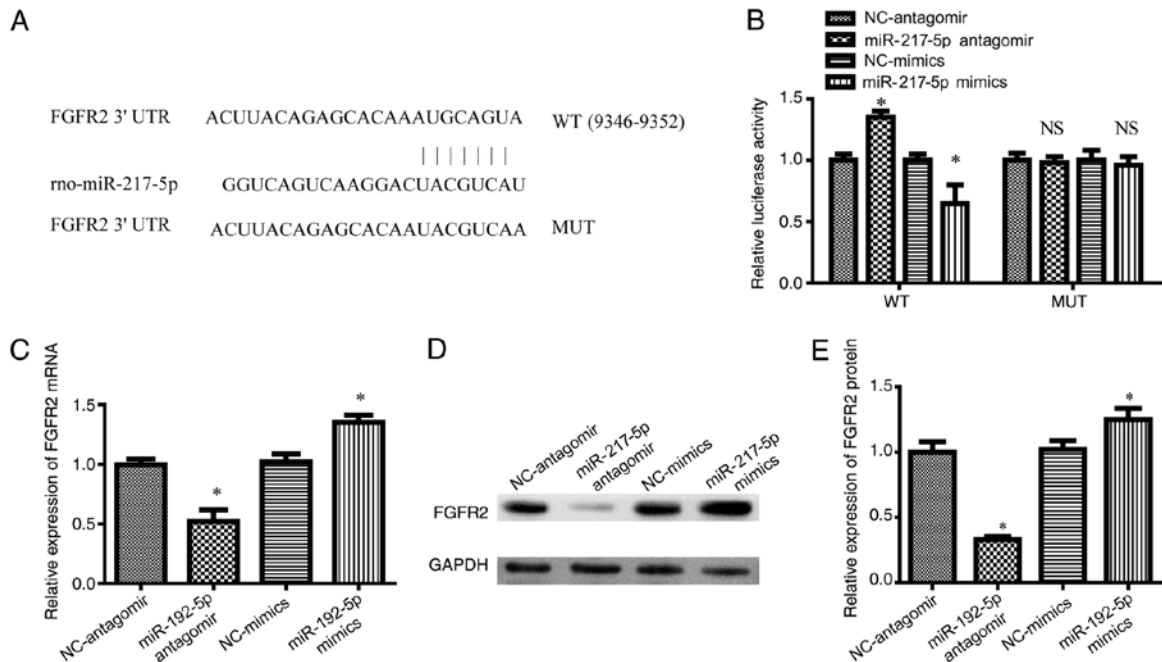 A
FGFR2 3' UTR ACUUACAGAGCACAAAUGCAGUA WT (9346-9352)
rno-miR-217-5p GGUCAGUCAAGGACUACGUCAU
FGFR2 3' UTR ACUUACAGAGCACAAUACGUCAA MUT
B
NC-antagomir
miR-217-5p antagomir
NC-mimics
miR-217-5p mimics
Relative luciferase activity
1.5
1.0
0.5
0.0
*
*
NS
NS
WT
MUT
C
Relative expression of FGFR2 mRNA
1.5
1.0
0.5
0.0
*
*
NC-antagomir
miR-192-5p
antagomir
NC-mimics
miR-192-5p
mimics
D
NC-antagomir
miR-217-5p
antagomir
NC-mimics
miR-217-5p
mimics
FGFR2
GAPDH
E
Relative expression of FGFR2 protein
1.5
1.0
0.5
0.0
*
*
NC-antagomir
miR-192-5p
antagomir
NC-mimics
miR-192-5p
mimics